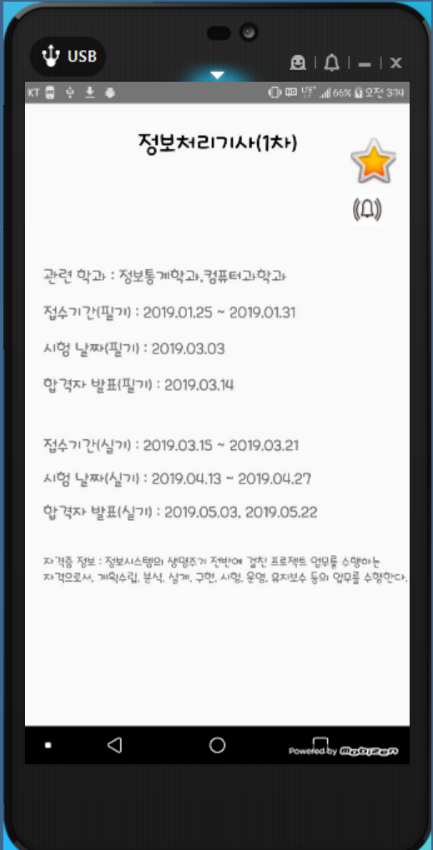 USB
KT 66% 오전 3:14
정보처리기사(1차)
관련 학과 : 정보통계학과,컴퓨터과학과
접수기간(필기) : 2019.01.25 ~ 2019.01.31
시험 날짜(필기) : 2019.03.03
합격자 발표(필기) : 2019.03.14
접수기간(실기) : 2019.03.15 ~ 2019.03.21
시험 날짜(실기) : 2019.04.13 ~ 2019.04.27
합격자 발표(실기) : 2019.05.03, 2019.05.22
자격증 정보 : 정보시스템의 생명주기 전반에 걸친 프로젝트 업무를 수행하는
자격으로서, 계획수립, 분석, 설계, 구현, 시험, 운영, 유지보수 등의 업무를 수행한다.
Powered by Mobizen